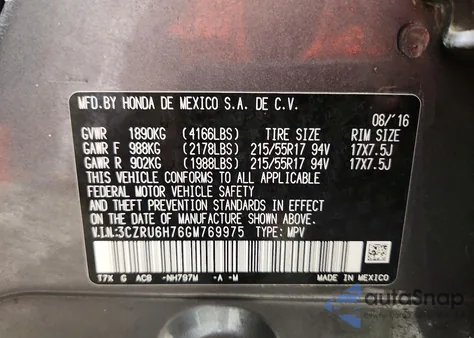 MFD.BY HONDA DE MEXICO S.A. DE C.V.
08/'16
GVWR 1890KG (4166LBS) TIRE SIZE RIM SIZE
GAWR F 988KG (2178LBS) 215/55R17 94V 17X7.5J
GAWR R 902KG (1988LBS) 215/55R17 94V 17X7.5J
THIS VEHICLE CONFORMS TO ALL APPLICABLE
FEDERAL MOTOR VEHICLE SAFETY
AND THEFT PREVENTION STANDARDS IN EFFECT
ON THE DATE OF MANUFACTURE SHOWN ABOVE.
V.I.N:3CZRU6H76GM769975 TYPE: MPV
T7K G ACB -NH797M -A -M MADE IN MEXICO
autoSnap